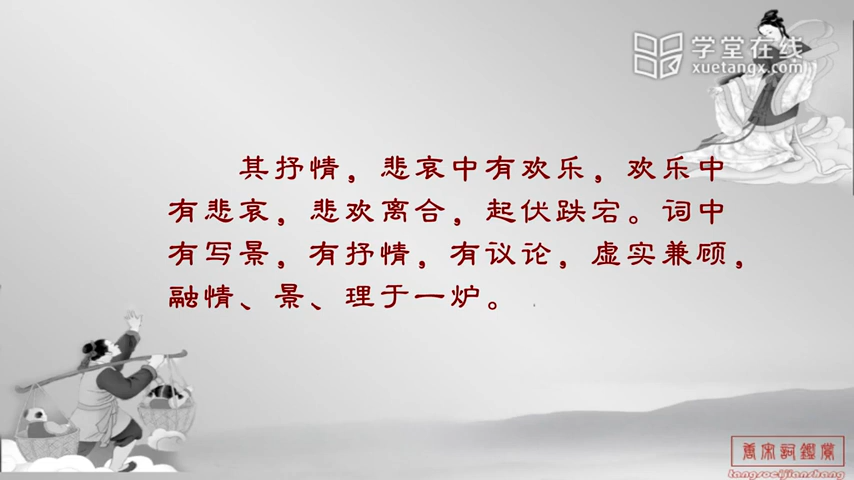 学堂在线
xuetangx.com
其抒情，悲哀中有欢乐，欢乐中
有悲哀，悲欢离合，起伏跌宕。词中
有写景，有抒情，有议论，虚实兼顾，
融情、景、理于一炉。
唐宋词鉴赏
tangsocijianshang